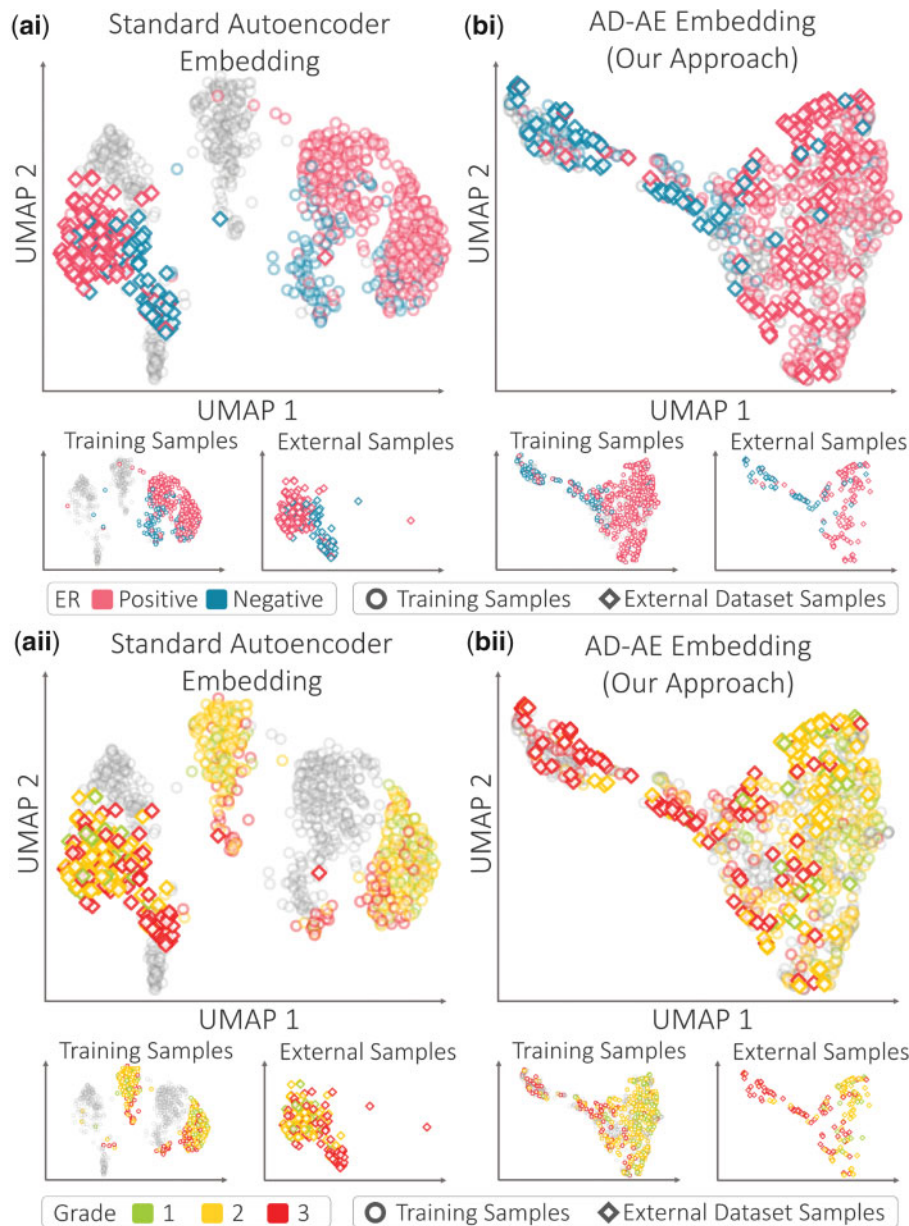 (ai) Standard Autoencoder
Embedding
(bi) AD-AE Embedding
(Our Approach)
UMAP 2
UMAP 2
UMAP 1
UMAP 1
Training Samples
External Samples
Training Samples
External Samples
ER Positive Negative
Training Samples External Dataset Samples
(aii) Standard Autoencoder
Embedding
(bii) AD-AE Embedding
(Our Approach)
UMAP 2
UMAP 2
UMAP 1
UMAP 1
Training Samples
External Samples
Training Samples
External Samples
Grade 1 2 3
Training Samples External Dataset Samples